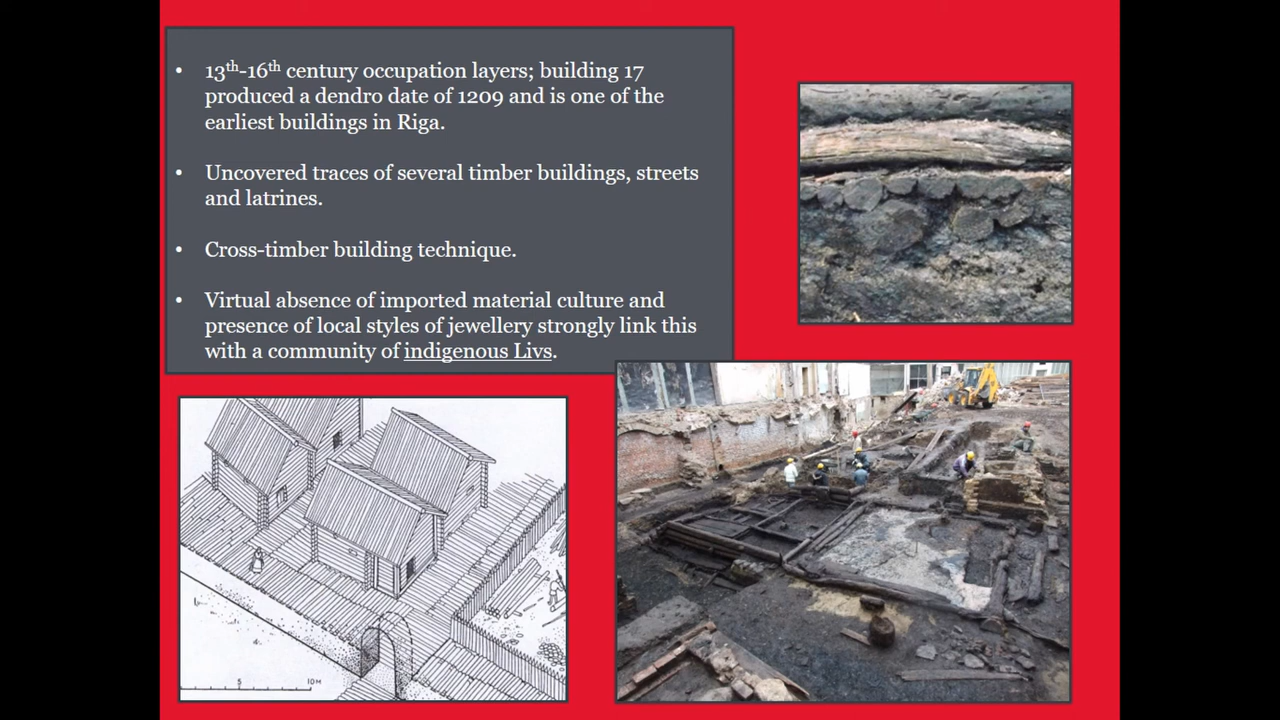 • 13th-16th century occupation layers; building 17
produced a dendro date of 1209 and is one of the
earliest buildings in Riga.
• Uncovered traces of several timber buildings, streets
and latrines.
• Cross-timber building technique.
• Virtual absence of imported material culture and
presence of local styles of jewellery strongly link this
with a community of indigenous Livs.
5 10 M